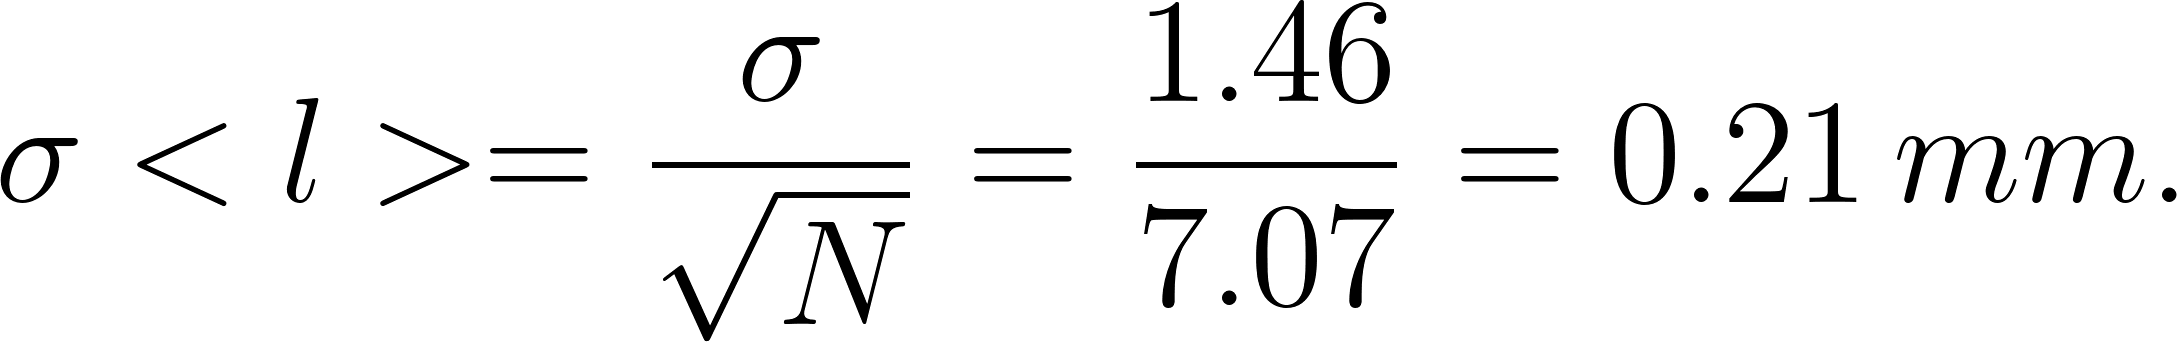 σ < l >= σ/√N = 1.46/7.07 = 0.21 mm.